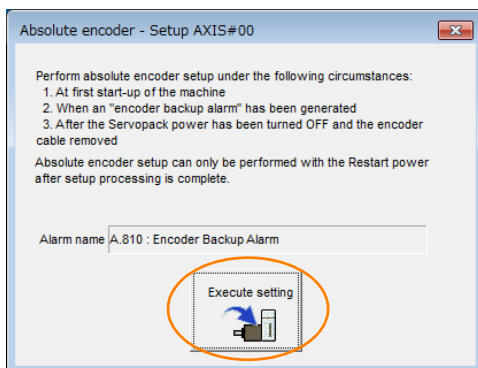 Absolute encoder - Setup AXIS#00
Perform absolute encoder setup under the following circumstances:
1. At first start-up of the machine
2. When an "encoder backup alarm" has been generated
3. After the Servopack power has been turned OFF and the encoder
cable removed
Absolute encoder setup can only be performed with the Restart power
after setup processing is complete.
Alarm name A.810 : Encoder Backup Alarm
Execute setting